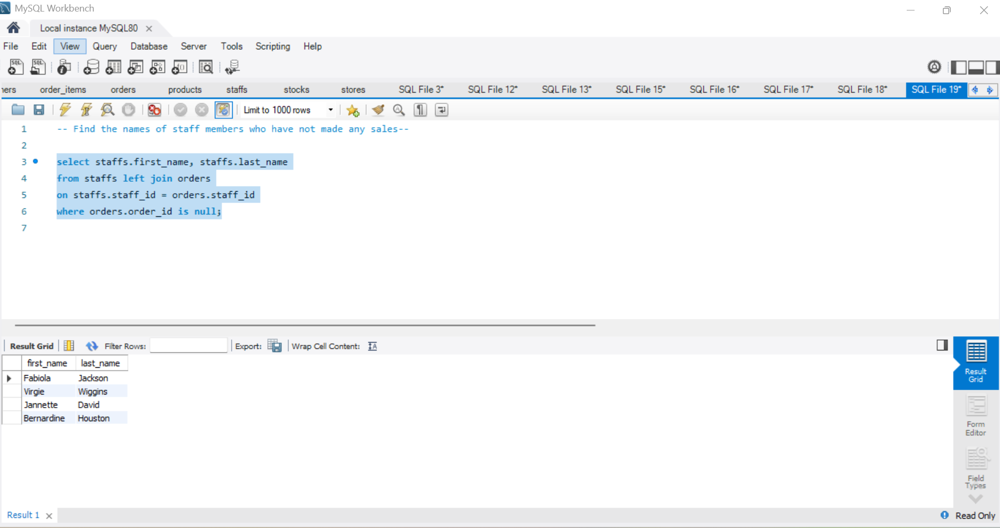 MySQL Workbench
Local instance MySQL80
File Edit View Query Database Server Tools Scripting Help
SQL SQL
ners order_items orders products staffs stocks stores SQL File 3* SQL File 12* SQL File 13* SQL File 15* SQL File 16* SQL File 17* SQL File 18* SQL File 19*
Limit to 1000 rows
1 -- Find the names of staff members who have not made any sales--
2
3 select staffs.first_name, staffs.last_name
4 from staffs left join orders
5 on staffs.staff_id = orders.staff_id
6 where orders.order_id is null;
7
Result Grid Filter Rows: Export: Wrap Cell Content:
first_name last_name
Fabiola Jackson
Virgie Wiggins
Jannette David
Bernardine Houston
Result
Grid
Form
Editor
Field
Types
Result 1
Read Only